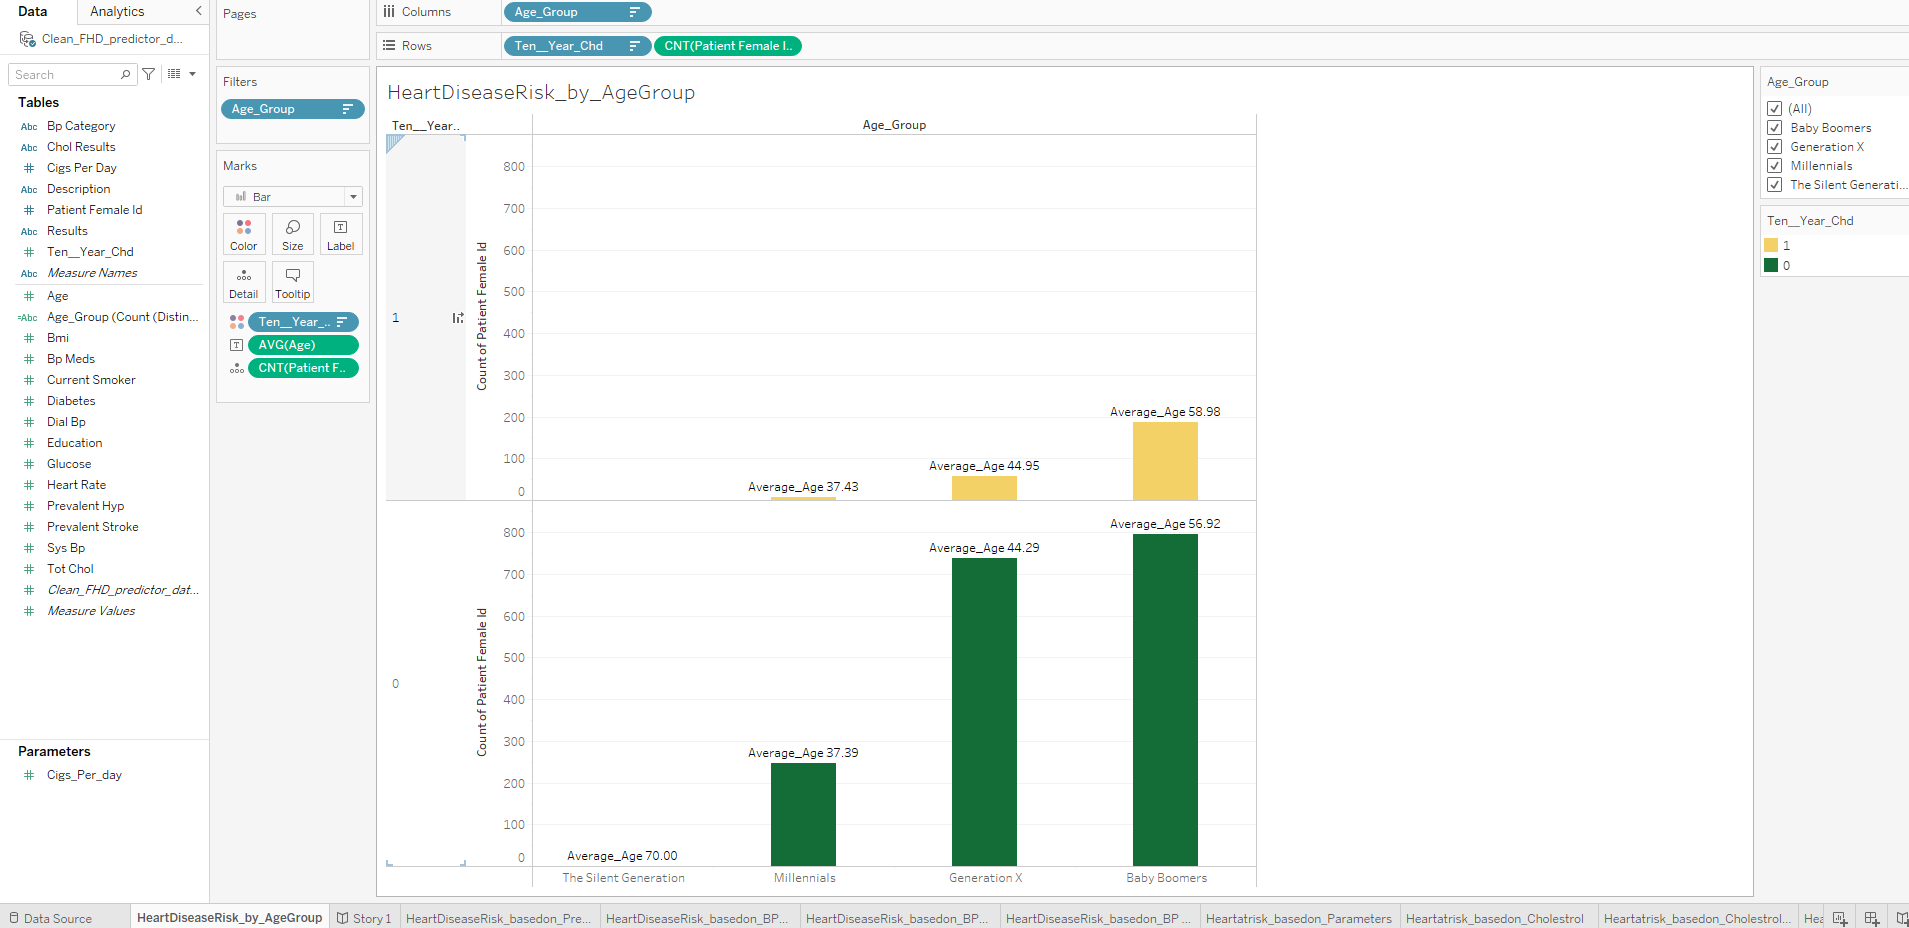 Data
Analytics
Clean_FHD_predictor_d...
Search
Tables
Abc Bp Category
Abc Chol Results
# Cigs Per Day
Abc Description
# Patient Female Id
Abc Results
# Ten__Year_Chd
Abc Measure Names
# Age
=Abc Age_Group (Count (Distin...
# Bmi
# Bp Meds
# Current Smoker
# Diabetes
# Dial Bp
# Education
# Glucose
# Heart Rate
# Prevalent Hyp
# Prevalent Stroke
# Sys Bp
# Tot Chol
# Clean_FHD_predictor_dat...
# Measure Values
Parameters
# Cigs_Per_day
Pages
Filters
Age_Group
Marks
Bar
Color
Size
T
Label
Detail
Tooltip
Ten__Year_..
T AVG(Age)
CNT(Patient F..
Columns
Age_Group
Rows
Ten__Year_Chd
CNT(Patient Female I..
HeartDiseaseRisk_by_AgeGroup
Ten__Year..
Age_Group
1
Count of Patient Female Id
800
700
600
500
400
300
200
100
0
Average_Age 37.43
Average_Age 44.95
Average_Age 58.98
0
Count of Patient Female Id
800
700
600
500
400
300
200
100
0
Average_Age 70.00
Average_Age 37.39
Average_Age 44.29
Average_Age 56.92
The Silent Generation
Millennials
Generation X
Baby Boomers
Age_Group
(All)
Baby Boomers
Generation X
Millennials
The Silent Generati...
Ten__Year_Chd
1
0
Data Source
HeartDiseaseRisk_by_AgeGroup
Story 1
HeartDiseaseRisk_basedon_Pre...
HeartDiseaseRisk_basedon_BP...
HeartDiseaseRisk_basedon_BP...
HeartDiseaseRisk_basedon_BP ...
Heartatrisk_basedon_Parameters
Heartatrisk_basedon_Cholestrol
Heartatrisk_basedon_Cholestrol...
Hea